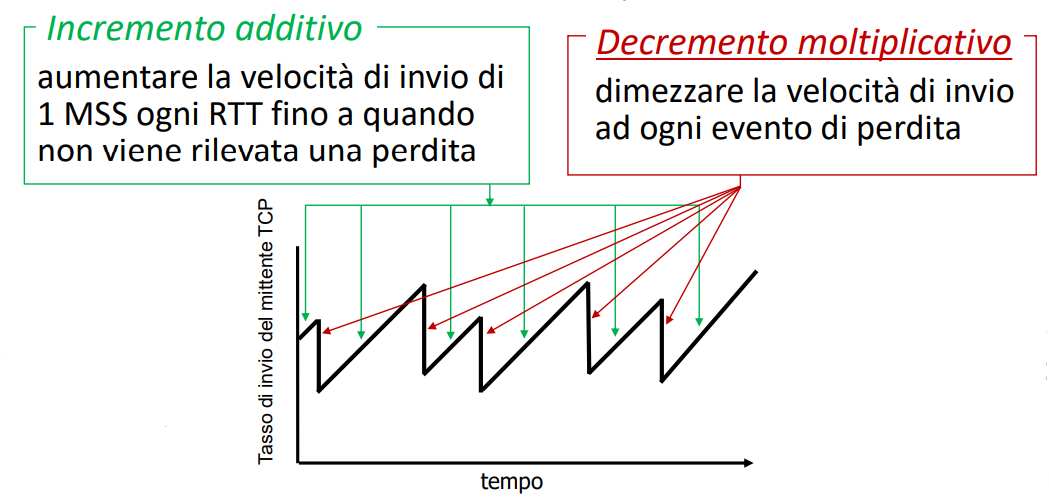 Incremento additivo
aumentare la velocità di invio di
1 MSS ogni RTT fino a quando
non viene rilevata una perdita
Decremento moltiplicativo
dimezzare la velocità di invio
ad ogni evento di perdita
Tasso di invio del mittente TCP
tempo